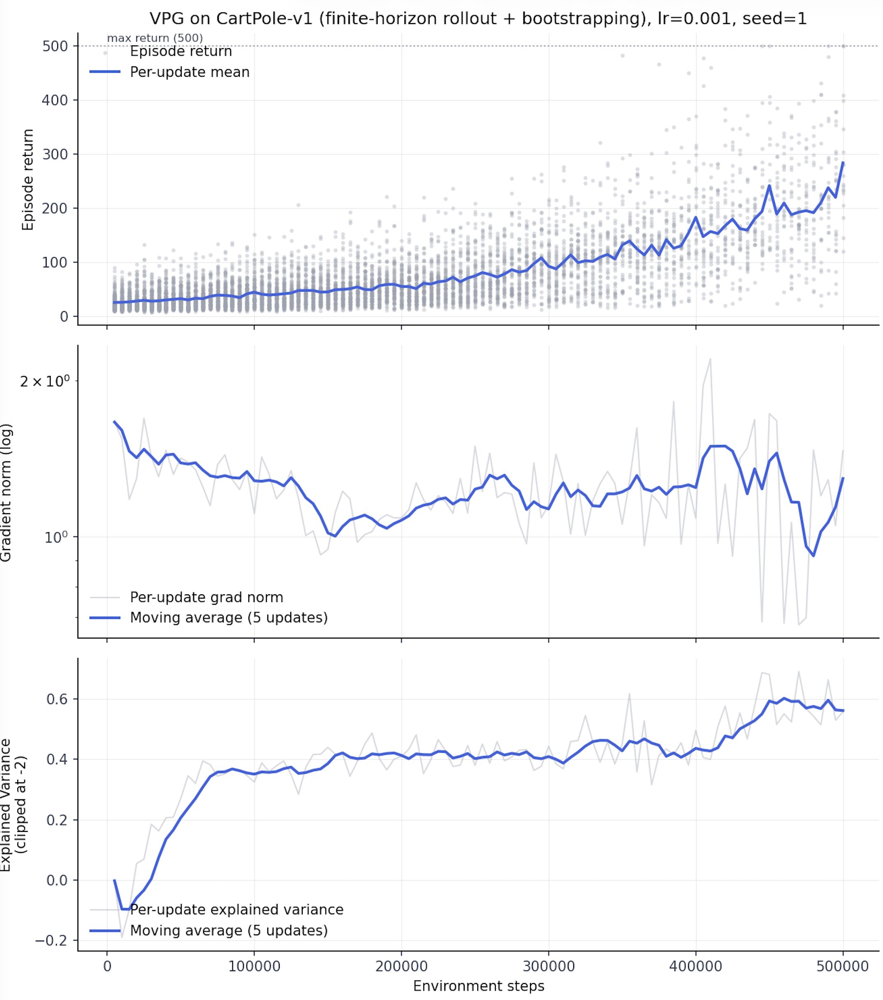 VPG on CartPole-v1 (finite-horizon rollout + bootstrapping), lr=0.001, seed=1
max return (500)
Episode return
Per-update mean
500
400
300
200
100
0
Episode return
2 × 10⁰
10⁰
Gradient norm (log)
Per-update grad norm
Moving average (5 updates)
0.6
0.4
0.2
0.0
−0.2
Explained Variance
(clipped at -2)
Per-update explained variance
Moving average (5 updates)
0 100000 200000 300000 400000 500000
Environment steps